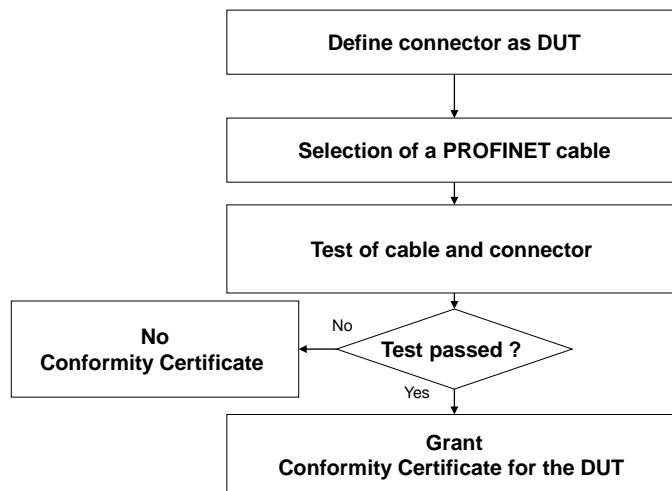 Define connector as DUT
Selection of a PROFINET cable
Test of cable and connector
No
No
Conformity Certificate
Test passed ?
Yes
Grant
Conformity Certificate for the DUT